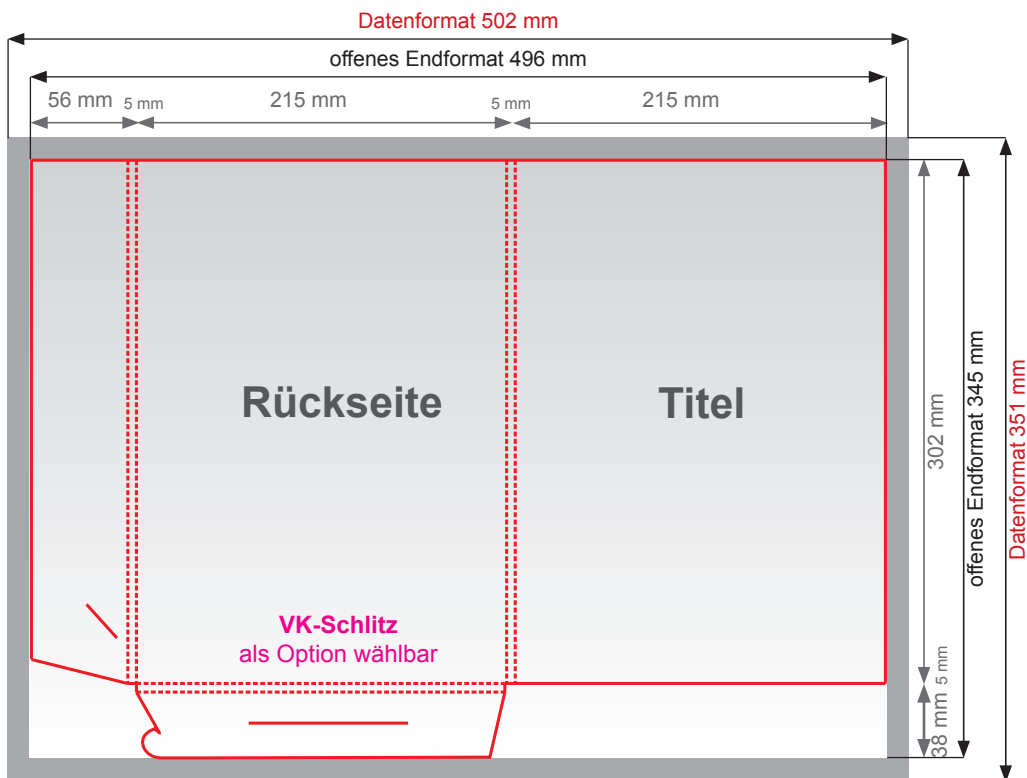 Datenformat 502 mm
offenes Endformat 496 mm
56 mm 5 mm 215 mm 5 mm 215 mm
Rückseite
Titel
VK-Schlitz
als Option wählbar
302 mm
5 mm
38 mm
offenes Endformat 345 mm
Datenformat 351 mm